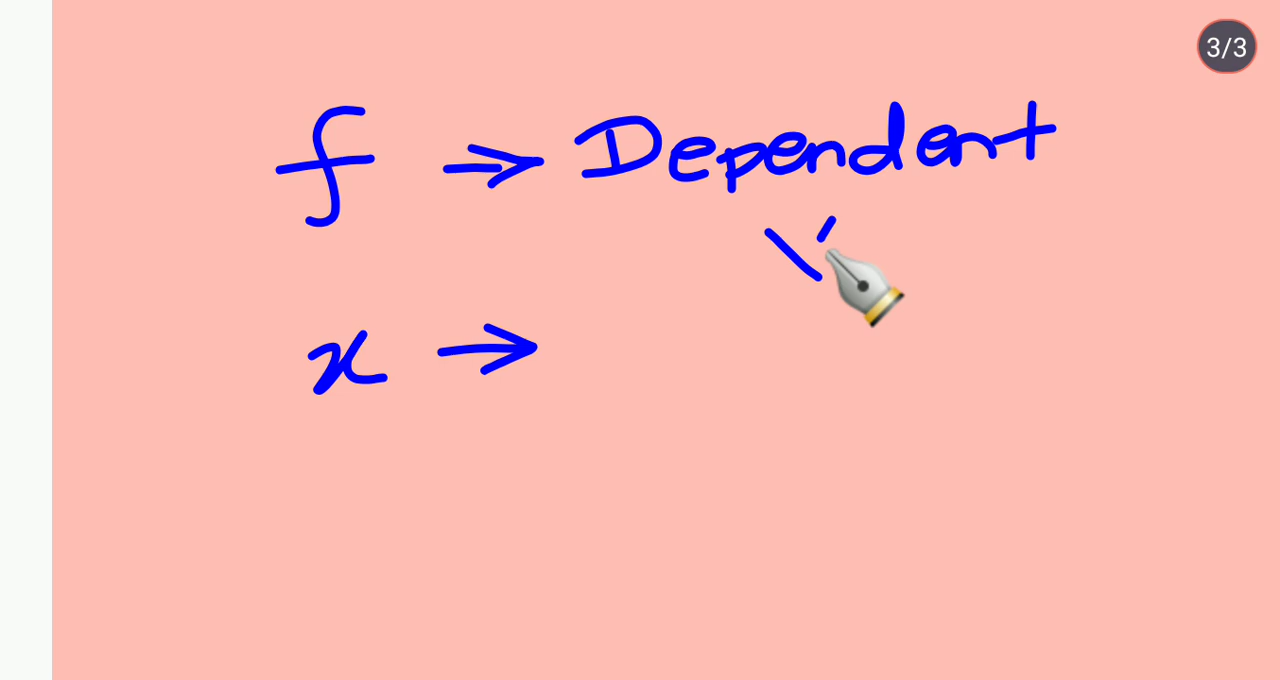 3/3
f ⇒ Dependent
x →